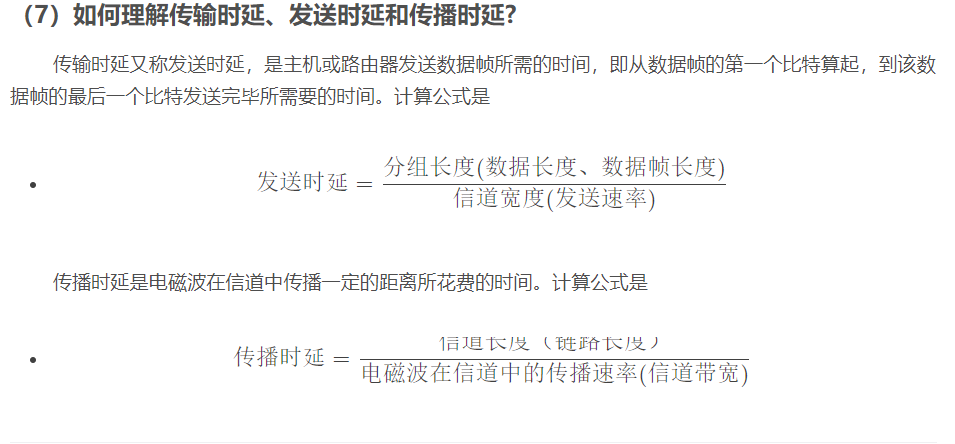 （7）如何理解传输时延、发送时延和传播时延?
传输时延又称发送时延，是主机或路由器发送数据帧所需的时间，即从数据帧的第一个比特算起，到该数
据帧的最后一个比特发送完毕所需要的时间。计算公式是
分组长度(数据长度、数据帧长度)
发送时延 =
信道宽度(发送速率)
传播时延是电磁波在信道中传播一定的距离所花费的时间。计算公式是
信道长度（链路长度）
传播时延 =
电磁波在信道中的传播速率(信道带宽)